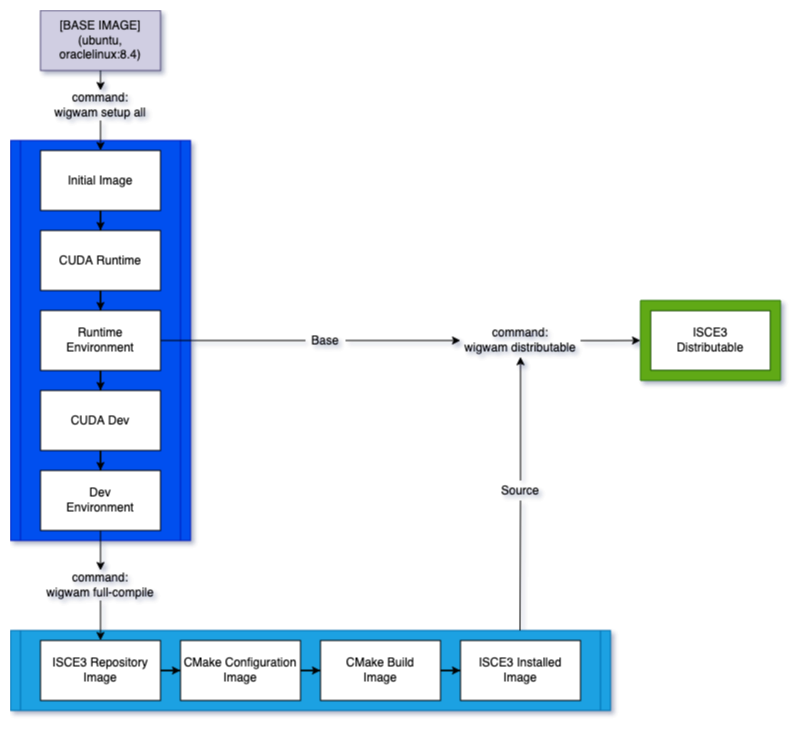 [BASE IMAGE]
(ubuntu,
oraclelinux:8.4)
command:
wigwam setup all
Initial Image
CUDA Runtime
Runtime
Environment
Base
command:
wigwam distributable
ISCE3
Distributable
CUDA Dev
Dev
Environment
Source
command:
wigwam full-compile
ISCE3 Repository
Image
CMake Configuration
Image
CMake Build
Image
ISCE3 Installed
Image